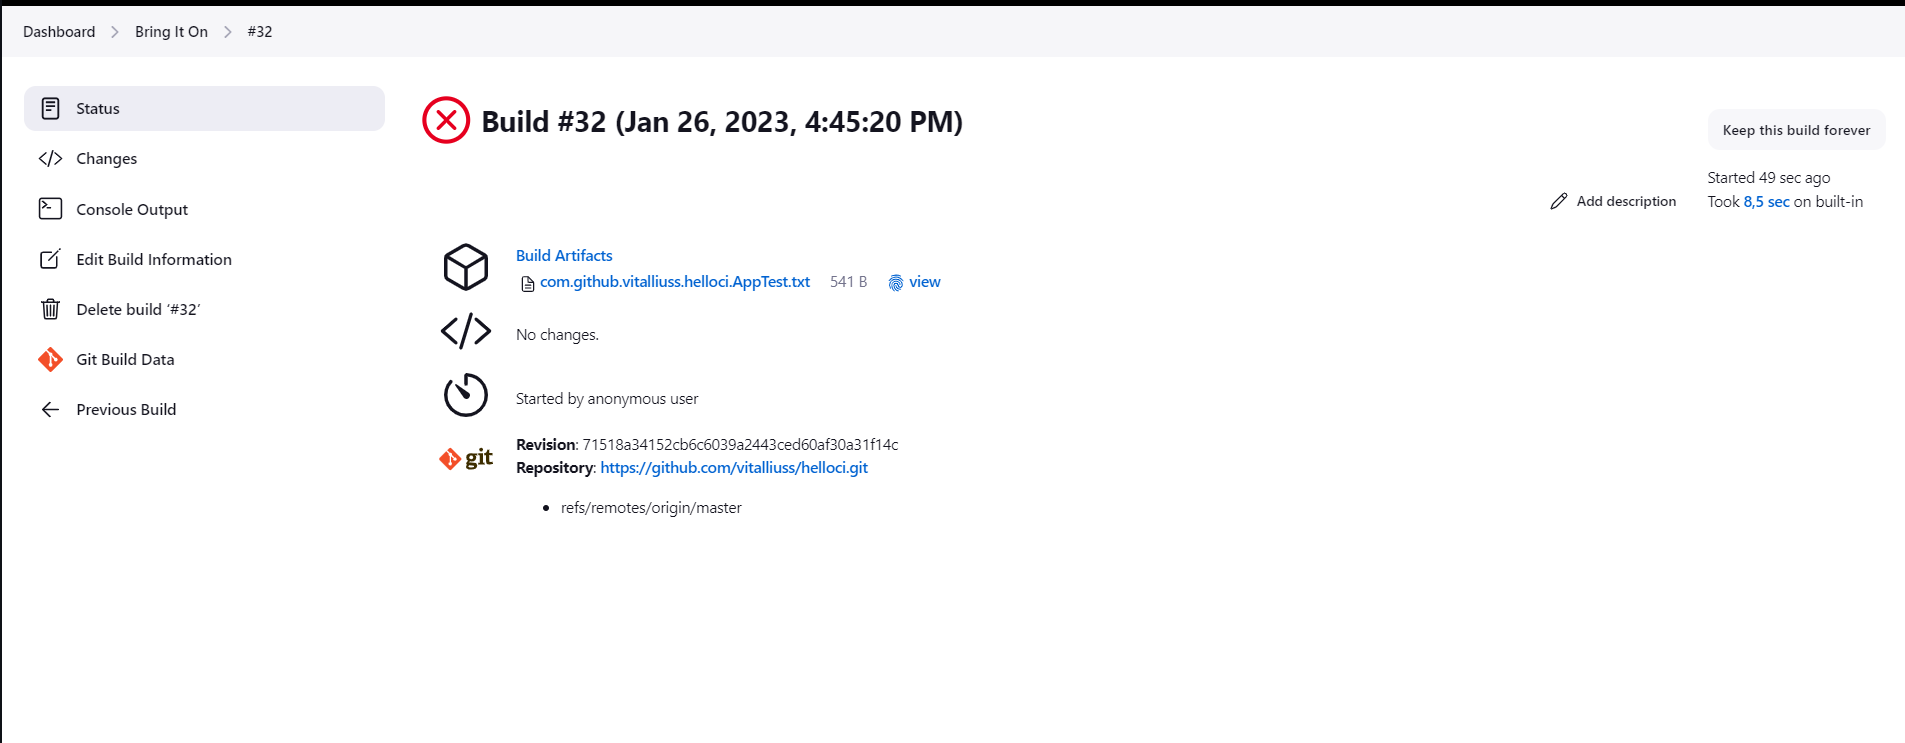 Dashboard > Bring It On > #32
Status
Changes
Console Output
Edit Build Information
Delete build ‘#32’
Git Build Data
Previous Build
Build #32 (Jan 26, 2023, 4:45:20 PM)
Keep this build forever
Add description
Started 49 sec ago
Took 8,5 sec on built-in
Build Artifacts
com.github.vitalliuss.helloci.AppTest.txt 541 B view
No changes.
Started by anonymous user
git
Revision: 71518a34152cb6c6039a2443ced60af30a31f14c
Repository: https://github.com/vitalliuss/helloci.git
• refs/remotes/origin/master